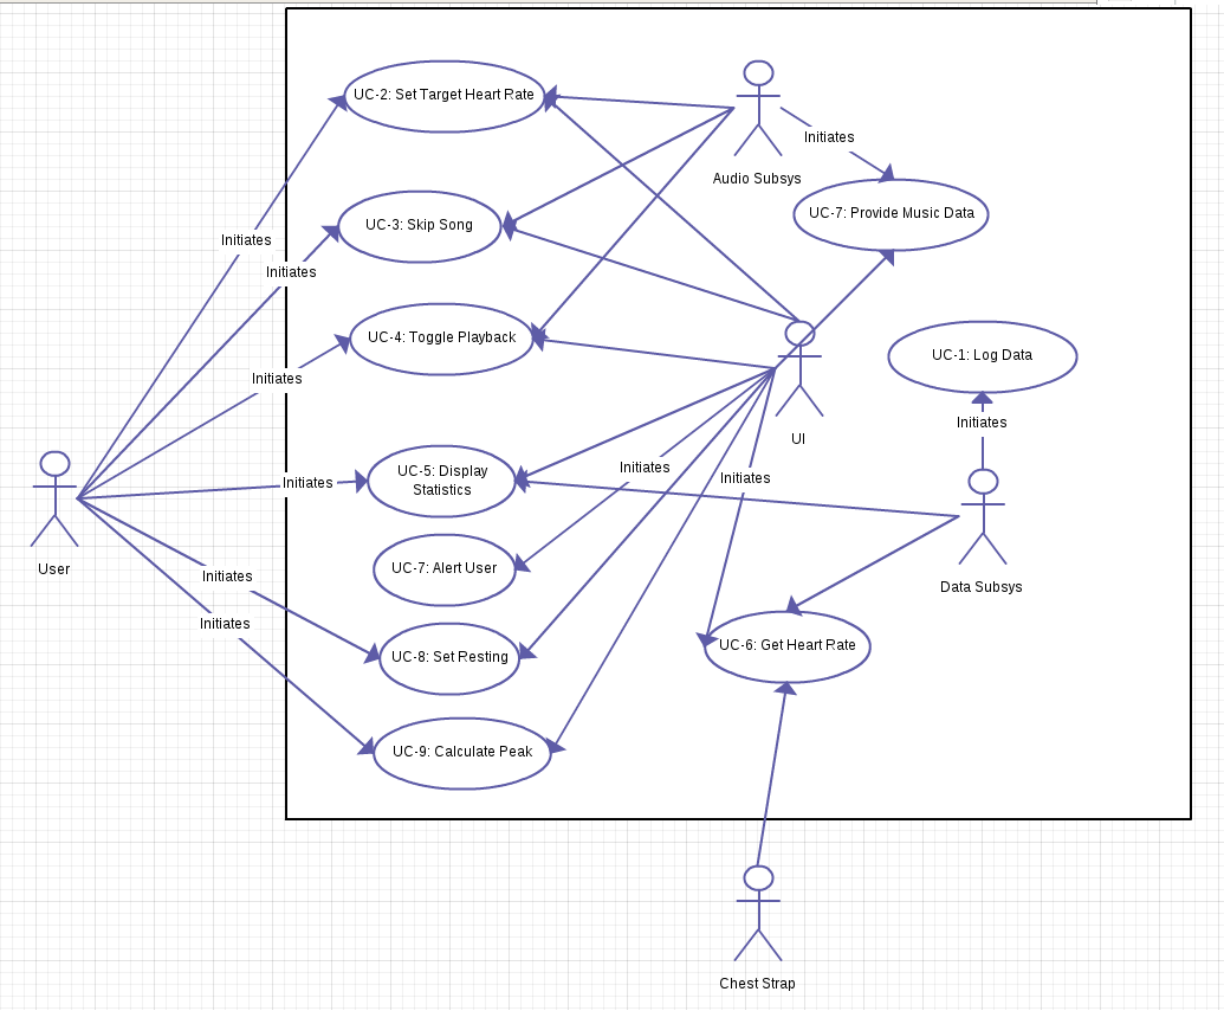 UC-2: Set Target Heart Rate
Initiates
Audio Subsys
UC-7: Provide Music Data
UC-3: Skip Song
Initiates
Initiates
UC-4: Toggle Playback
UC-1: Log Data
Initiates
Initiates
UI
UC-5: Display
Statistics
Initiates
Initiates
Initiates
User
UC-7: Alert User
Data Subsys
Initiates
Initiates
UC-8: Set Resting
UC-6: Get Heart Rate
UC-9: Calculate Peak
Chest Strap